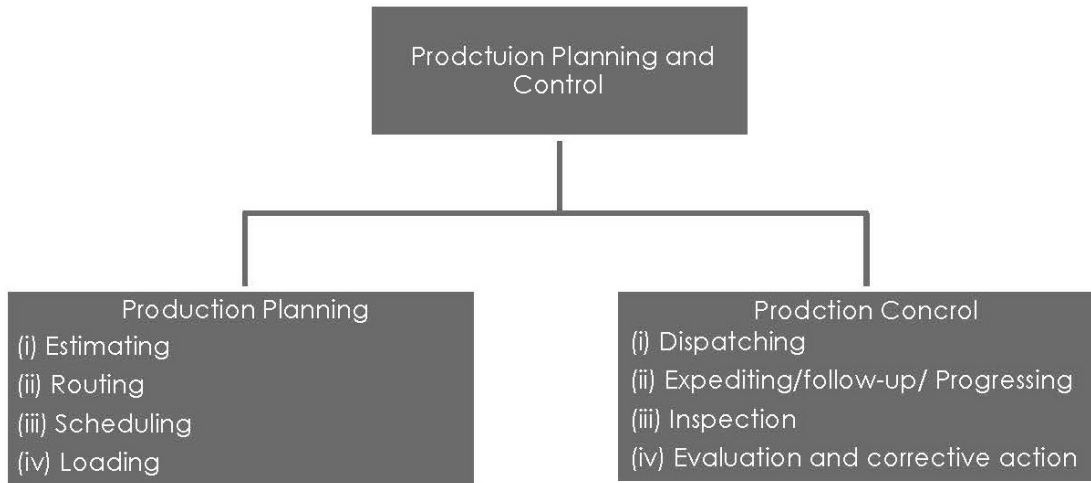 Prodctuion Planning and
Control
Production Planning
(i) Estimating
(ii) Routing
(iii) Scheduling
(iv) Loading
Prodction Concrol
(i) Dispatching
(ii) Expediting/follow-up/ Progressing
(iii) Inspection
(iv) Evaluation and corrective action